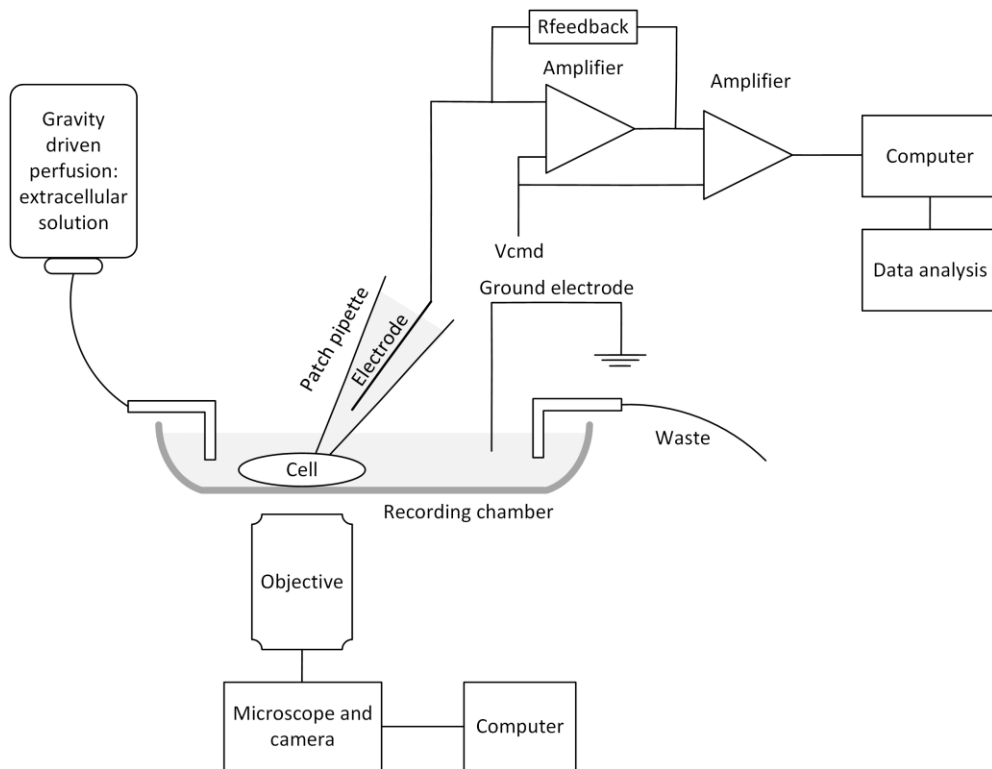 Rfeedback
Amplifier
Amplifier
Gravity
driven
perfusion:
extracellular
solution
Computer
Vcmd
Data analysis
Ground electrode
Patch pipette
Electrode
Waste
Cell
Recording chamber
Objective
Microscope and
camera
Computer